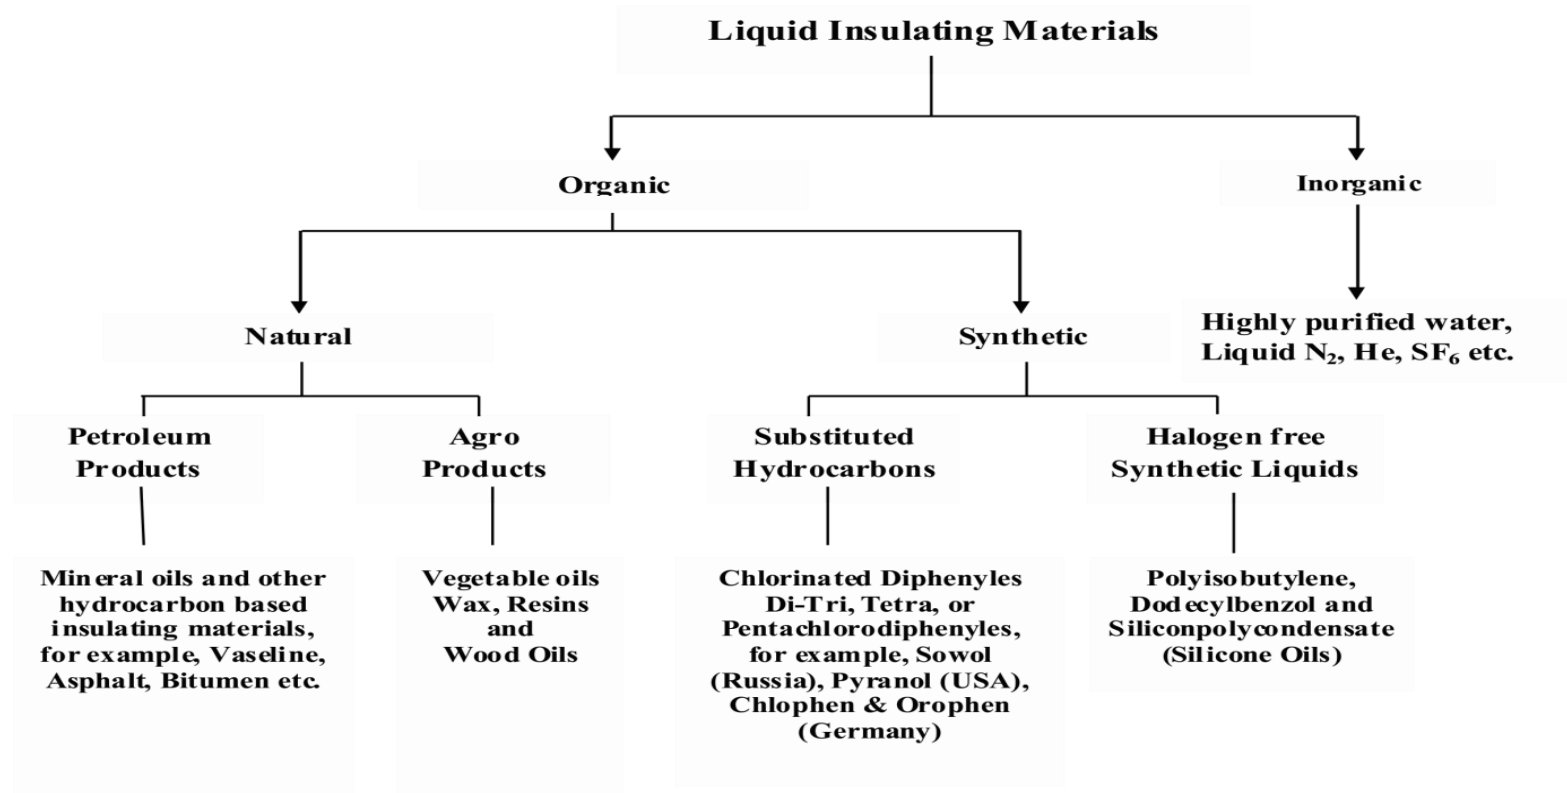 Liquid Insulating Materials
Organic
Inorganic
Natural
Synthetic
Highly purified water,
Liquid N₂, He, SF₆ etc.
Petroleum
Products
Agro
Products
Substituted
Hydrocarbons
Halogen free
Synthetic Liquids
Mineral oils and other
hydrocarbon based
insulating materials,
for example, Vaseline,
Asphalt, Bitumen etc.
Vegetable oils
Wax, Resins
and
Wood Oils
Chlorinated Diphenyles
Di-Tri, Tetra, or
Pentachlorodiphenyles,
for example, Sowol
(Russia), Pyranol (USA),
Chlophen & Orophen
(Germany)
Polyisobutylene,
Dodecylbenzol and
Siliconpolycondensate
(Silicone Oils)